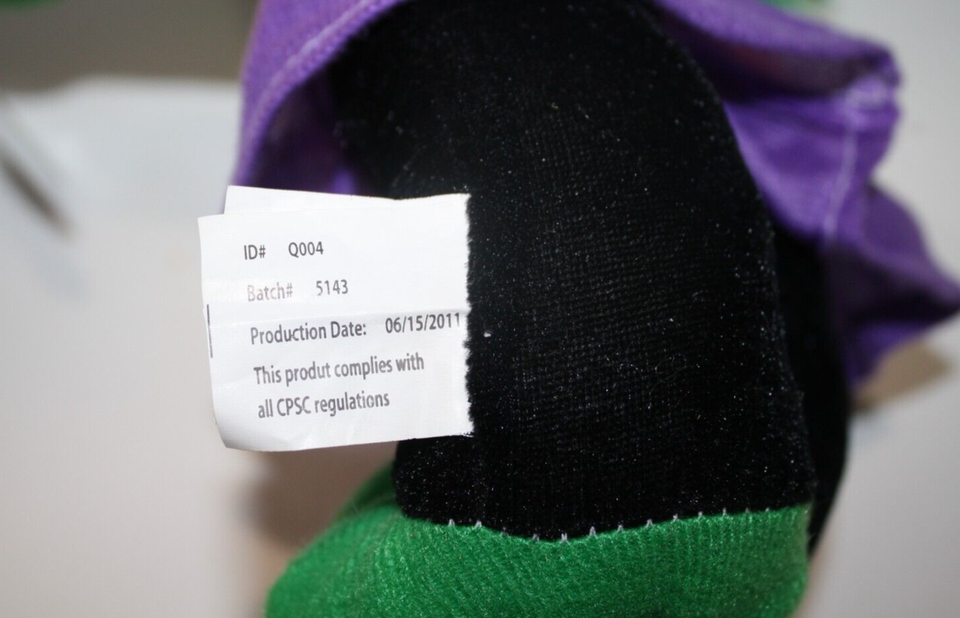 ID# Q004
Batch# 5143
Production Date: 06/15/2011
This produt complies with
all CPSC regulations